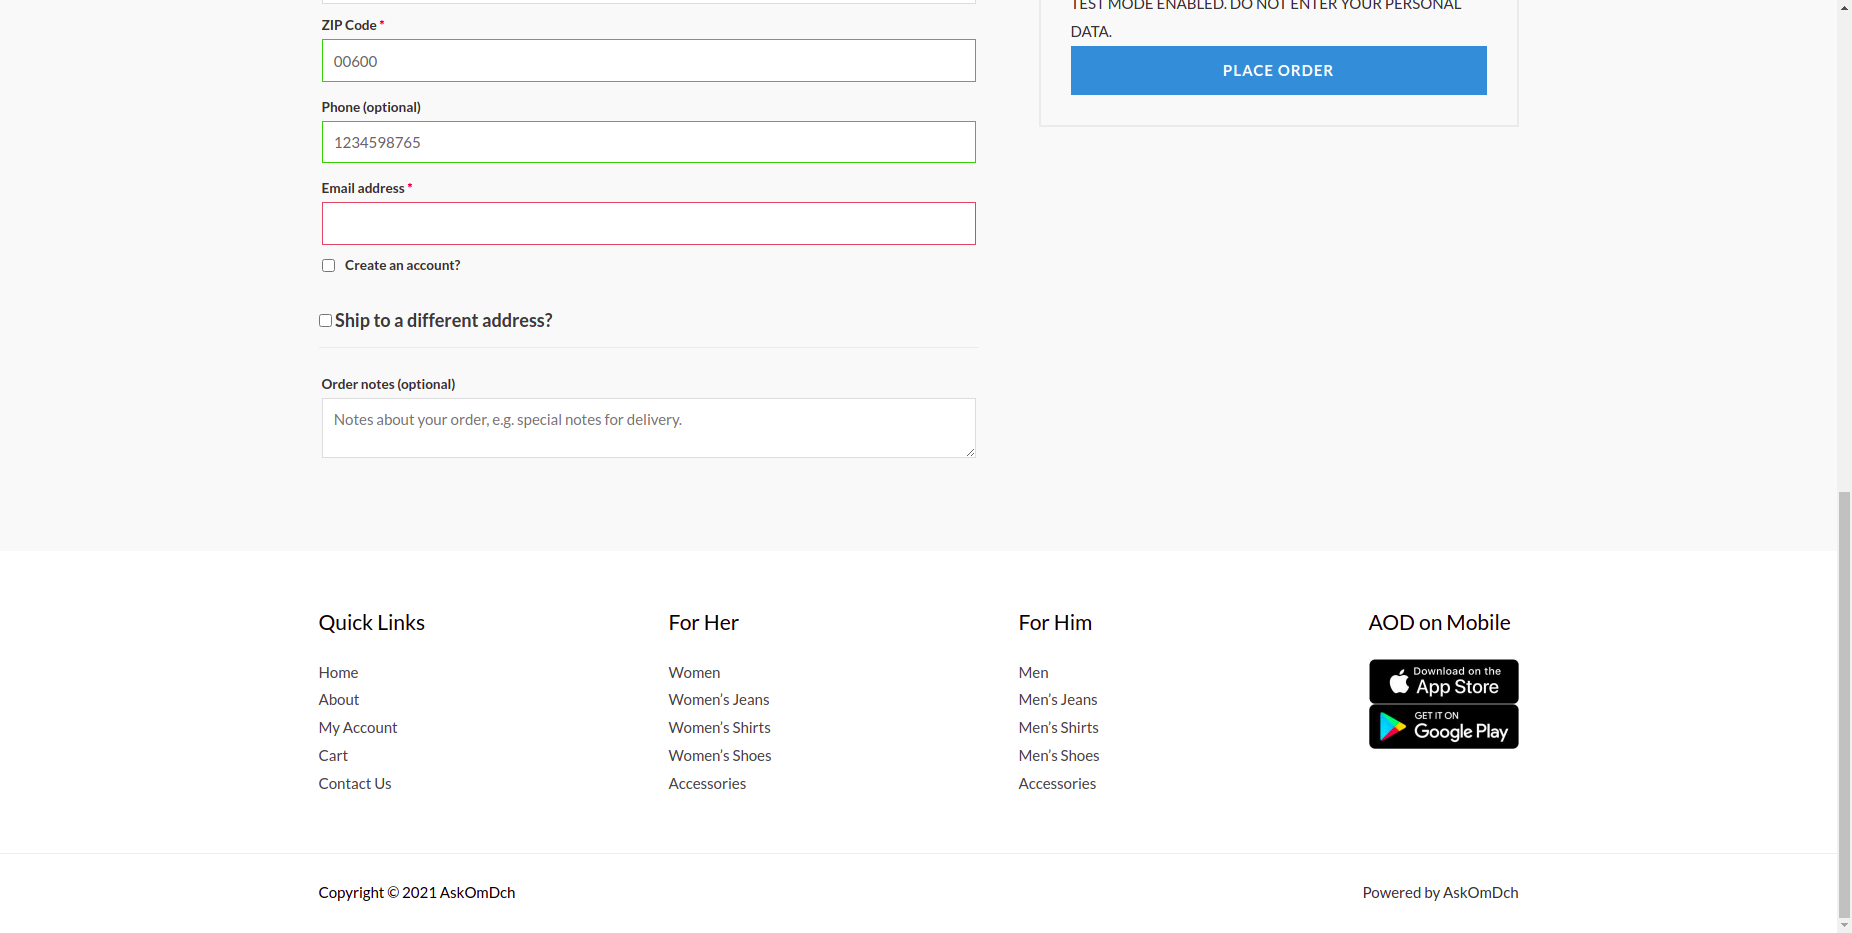 ZIP Code *
00600
Phone (optional)
1234598765
Email address *
Create an account?
Ship to a different address?
Order notes (optional)
Notes about your order, e.g. special notes for delivery.
TEST MODE ENABLED. DO NOT ENTER YOUR PERSONAL
DATA.
PLACE ORDER
Quick Links
Home
About
My Account
Cart
Contact Us
For Her
Women
Women’s Jeans
Women’s Shirts
Women’s Shoes
Accessories
For Him
Men
Men’s Jeans
Men’s Shirts
Men’s Shoes
Accessories
AOD on Mobile
Download on the
App Store
GET IT ON
Google Play
Copyright © 2021 AskOmDch
Powered by AskOmDch